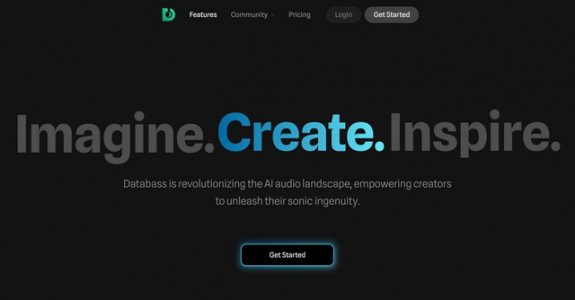 Features Community Pricing Login Get Started
Imagine. Create. Inspire.
Databass is revolutionizing the AI audio landscape, empowering creators
to unleash their sonic ingenuity.
Get Started